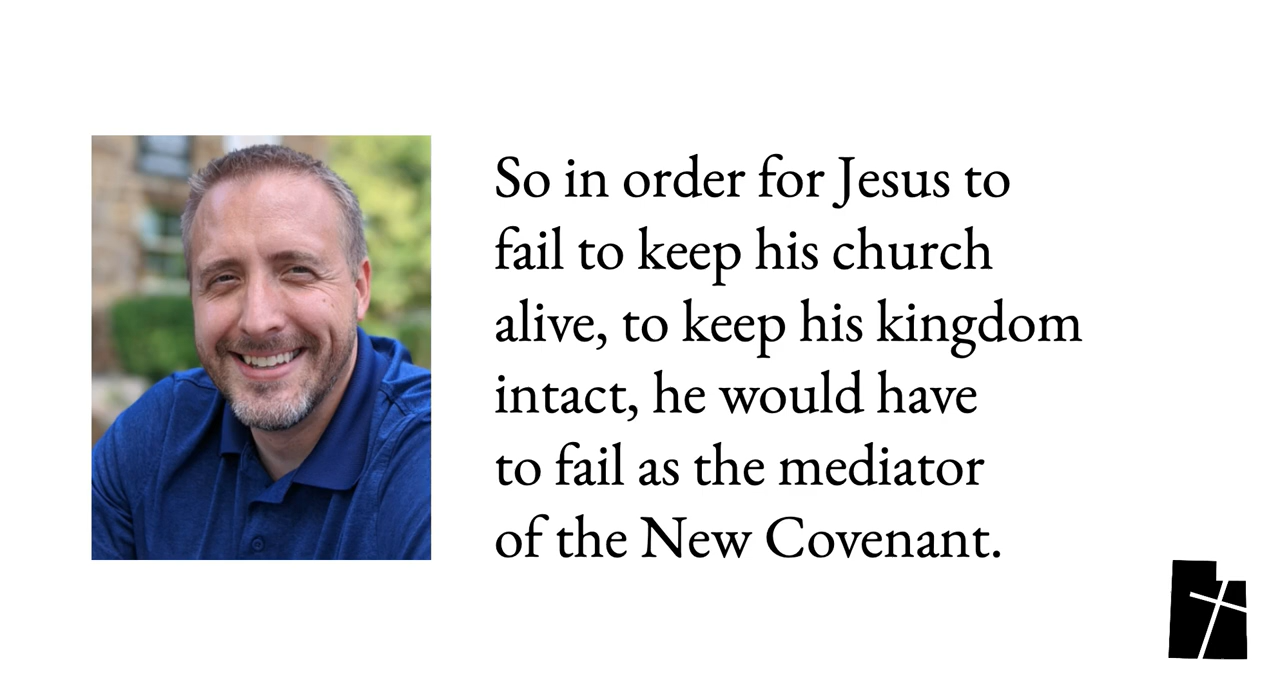 So in order for Jesus to
fail to keep his church
alive, to keep his kingdom
intact, he would have
to fail as the mediator
of the New Covenant.